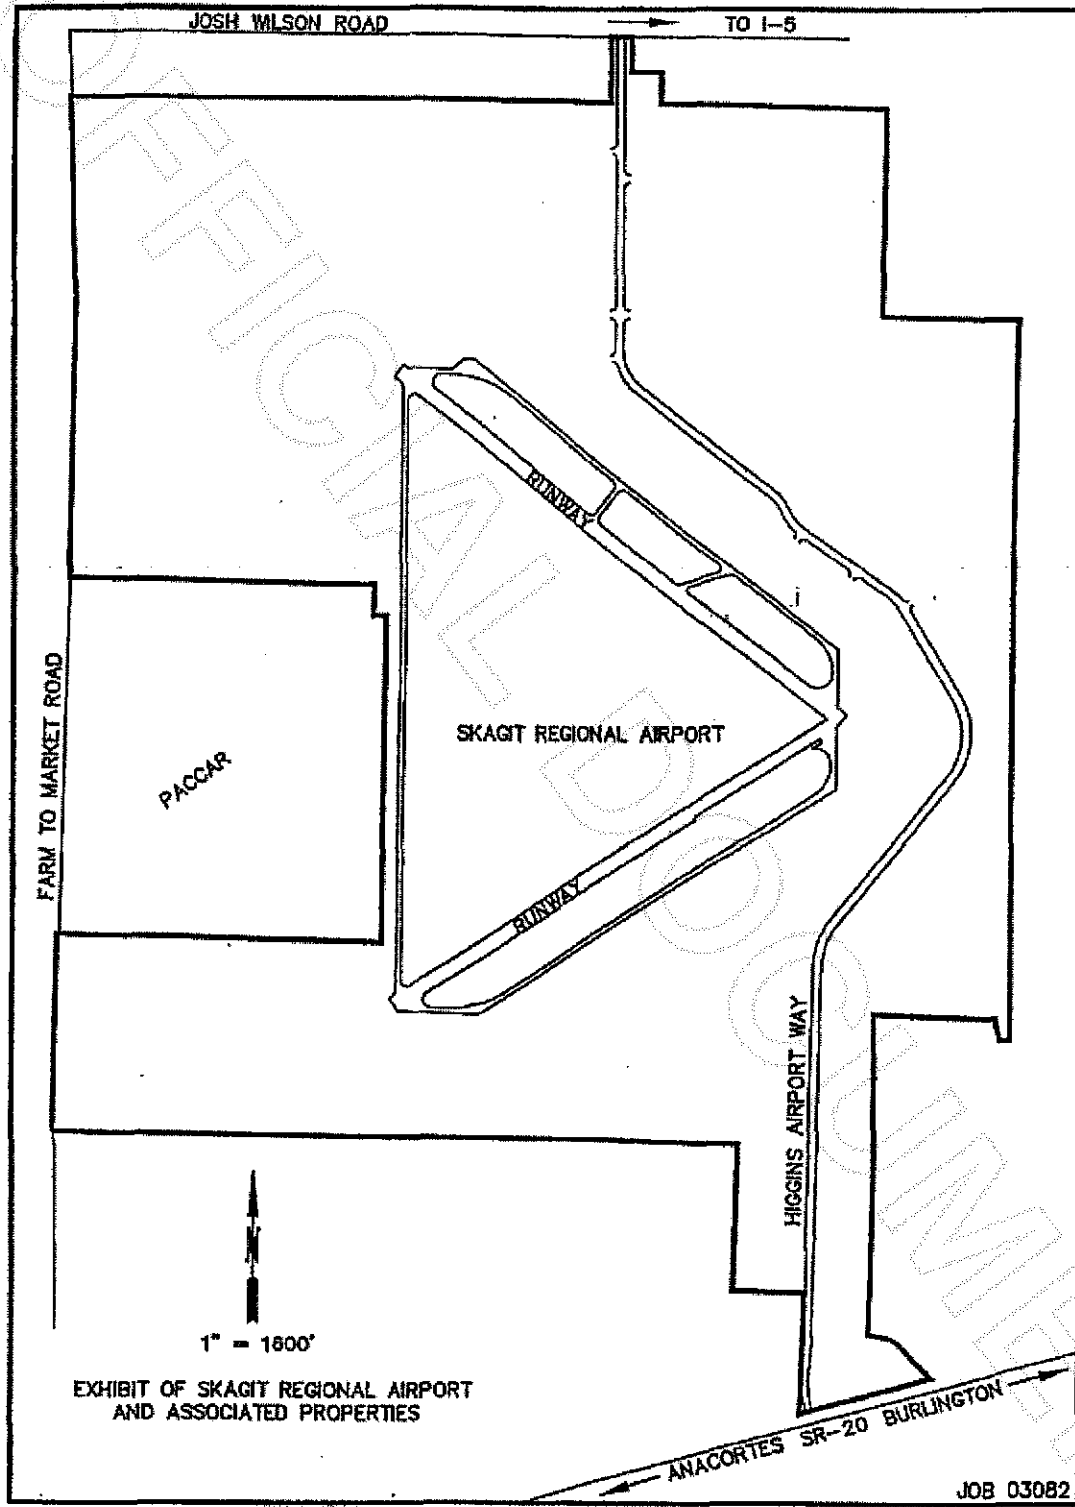 JOSH WILSON ROAD
TO I-5
RUNWAY
FARM TO MARKET ROAD
PACCAR
SKAGIT REGIONAL AIRPORT
RUNWAY
HIGGINS AIRPORT WAY
N
1" = 1600'
EXHIBIT OF SKAGIT REGIONAL AIRPORT
AND ASSOCIATED PROPERTIES
ANACORTES SR-20 BURLINGTON
JOB 03082
OFFICIAL DOCUME